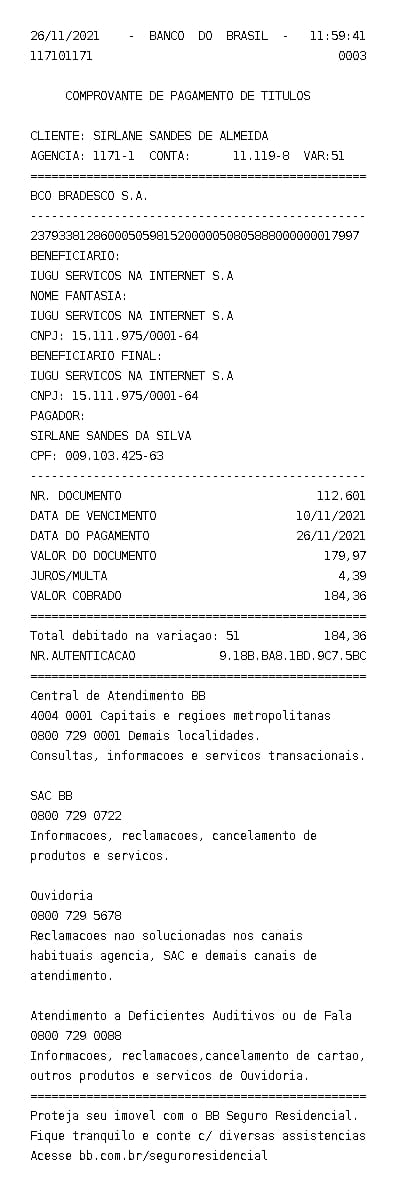 26/11/2021 - BANCO DO BRASIL - 11:59:41
117101171 0003
COMPROVANTE DE PAGAMENTO DE TITULOS
CLIENTE: SIRLANE SANDES DE ALMEIDA
AGENCIA: 1171-1 CONTA: 11.119-8 VAR:51
================================================
BCO BRADESCO S.A.
------------------------------------------------
23793381286000505981520000050805888000000017997
BENEFICIARIO:
IUGU SERVICOS NA INTERNET S.A
NOME FANTASIA:
IUGU SERVICOS NA INTERNET S.A
CNPJ: 15.111.975/0001-64
BENEFICIARIO FINAL:
IUGU SERVICOS NA INTERNET S.A
CNPJ: 15.111.975/0001-64
PAGADOR:
SIRLANE SANDES DA SILVA
CPF: 009.103.425-63
------------------------------------------------
NR. DOCUMENTO 112.601
DATA DE VENCIMENTO 10/11/2021
DATA DO PAGAMENTO 26/11/2021
VALOR DO DOCUMENTO 179,97
JUROS/MULTA 4,39
VALOR COBRADO 184,36
================================================
Total debitado na variaçao: 51 184,36
NR.AUTENTICACAO 9.18B.BA8.1BD.9C7.5BC
================================================
Central de Atendimento BB
4004 0001 Capitais e regioes metropolitanas
0800 729 0001 Demais localidades.
Consultas, informacoes e servicos transacionais.
SAC BB
0800 729 0722
Informacoes, reclamacoes, cancelamento de
produtos e servicos.
Ouvidoria
0800 729 5678
Reclamacoes nao solucionadas nos canais
habituais agencia, SAC e demais canais de
atendimento.
Atendimento a Deficientes Auditivos ou de Fala
0800 729 0088
Informacoes, reclamacoes,cancelamento de cartao,
outros produtos e servicos de Ouvidoria.
================================================
Proteja seu imovel com o BB Seguro Residencial.
Fique tranquilo e conte c/ diversas assistencias
Acesse bb.com.br/seguroresidencial